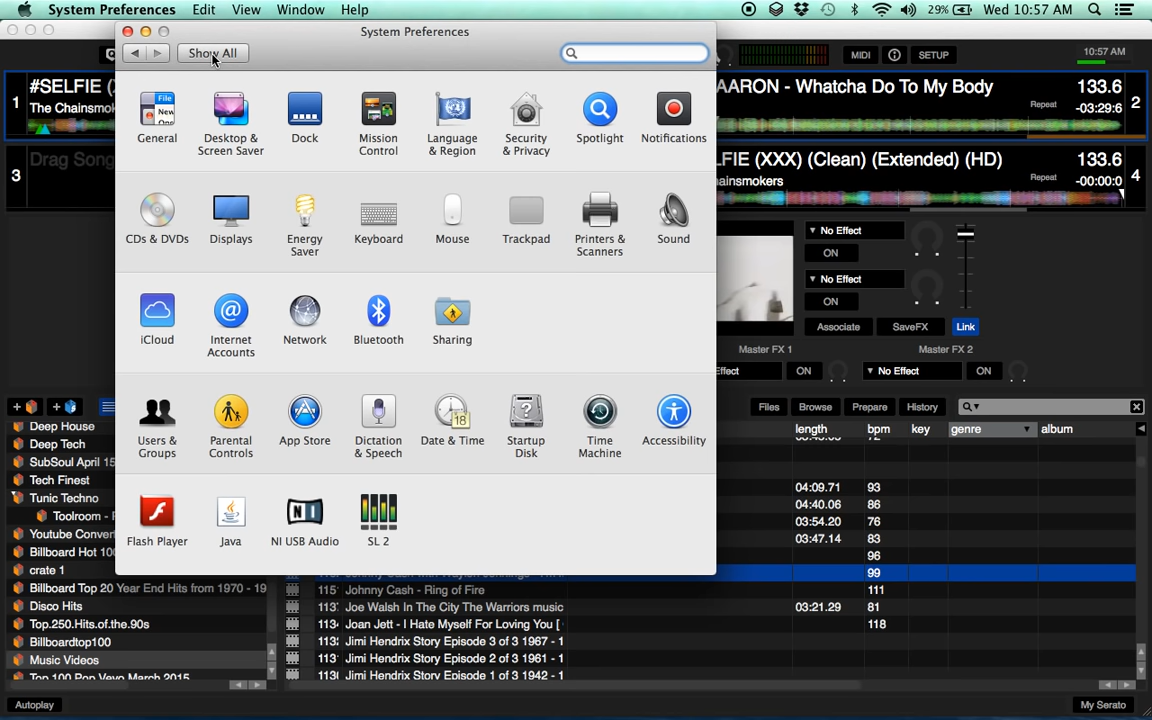 System Preferences Edit View Window Help 29% Wed 10:57 AM
System Preferences
Show All
General
Desktop & Screen Saver
Dock
Mission Control
Language & Region
Security & Privacy
Spotlight
Notifications
CDs & DVDs
Displays
Energy Saver
Keyboard
Mouse
Trackpad
Printers & Scanners
Sound
iCloud
Internet Accounts
Network
Bluetooth
Sharing
Users & Groups
Parental Controls
App Store
Dictation & Speech
Date & Time
18
Startup Disk
Time Machine
Accessibility
Flash Player
Java
NI USB Audio
SL 2
MIDI SETUP 10:57 AM
1 #SELFIE (
The Chainsmok
AARON - Whatcha Do To My Body 133.6
Repeat -03:29:6 2
3 Drag Song
LFIE (XXX) (Clean) (Extended) (HD) 133.6
ainsmokers Repeat -00:00:0 4
No Effect
ON
No Effect
ON
Associate SaveFX Link
Master FX 1 Master FX 2
ffect ON No Effect ON
Files Browse Prepare History
length bpm key genre album
Deep House
Deep Tech
SubSoul April 15
Tech Finest
Tunic Techno
Toolroom - F
Youtube Conver
Billboard Hot 100
crate 1
Billboard Top 20 Year End Hits from 1970 - 19
Disco Hits
Top.250.Hits.of.the.90s
Billboardtop100
Music Videos
Top 100 Pop Vevo March 2015
04:09.71 93
04:40.06 86
03:54.20 76
03:47.14 83
96
99
115 Johnny Cash - Ring of Fire 111
113 Joe Walsh In The City The Warriors music 03:21.29 81
1134 Joan Jett - I Hate Myself For Loving You [ 118
113 Jimi Hendrix Story Episode 3 of 3 1967 - 1
113 Jimi Hendrix Story Episode 2 of 3 1961 - 1
113 Jimi Hendrix Story Episode 1 of 3 1942 - 1
Autoplay My Serato